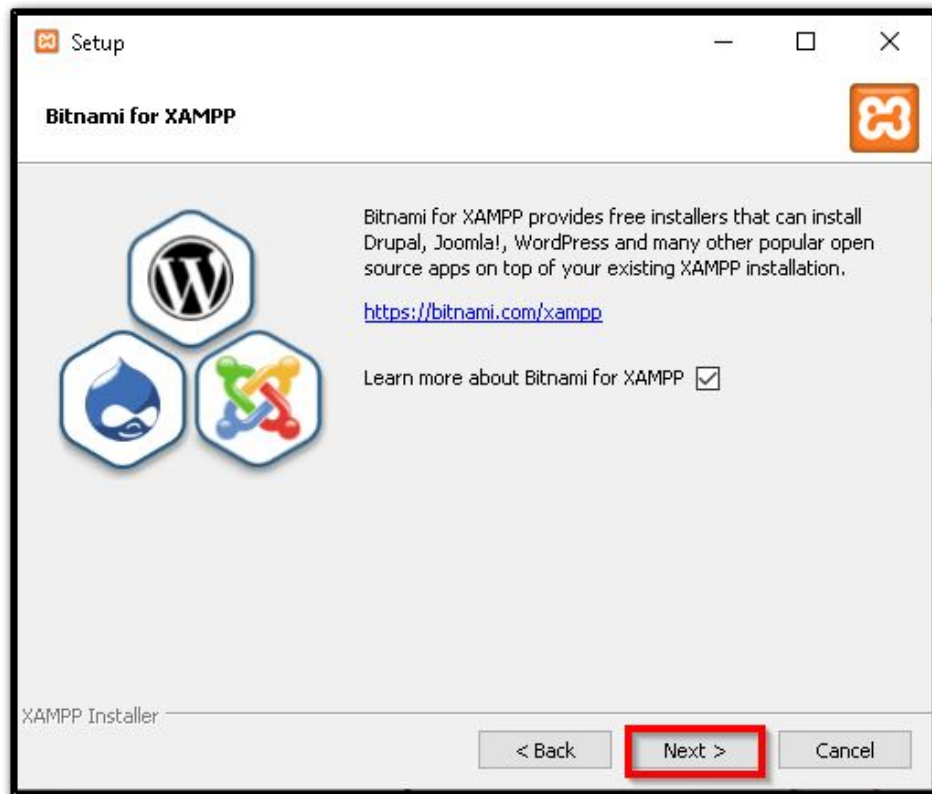 Setup
Bitnami for XAMPP
Bitnami for XAMPP provides free installers that can install
Drupal, Joomla!, WordPress and many other popular open
source apps on top of your existing XAMPP installation.
https://bitnami.com/xampp
Learn more about Bitnami for XAMPP
XAMPP Installer
< Back Next > Cancel